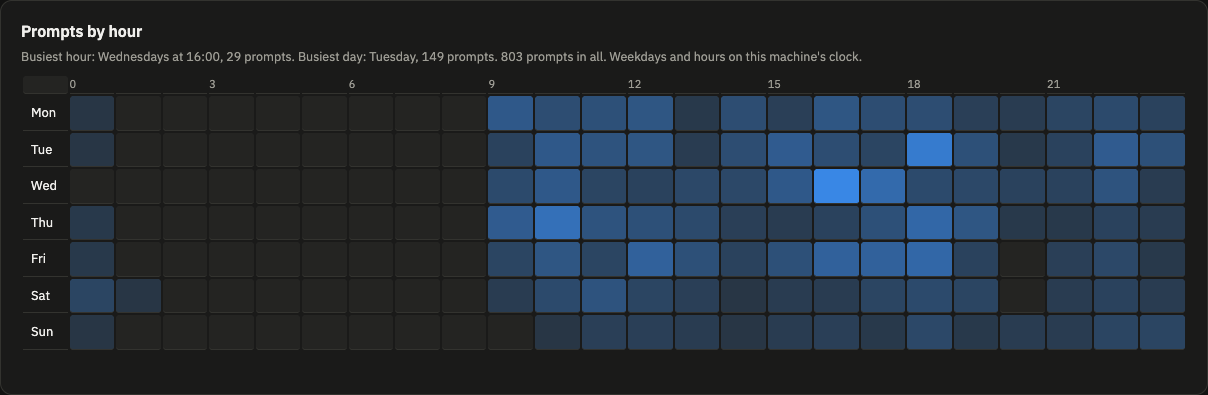 Prompts by hour
Busiest hour: Wednesdays at 16:00, 29 prompts. Busiest day: Tuesday, 149 prompts. 803 prompts in all. Weekdays and hours on this machine's clock.
0 3 6 9 12 15 18 21
Mon
Tue
Wed
Thu
Fri
Sat
Sun